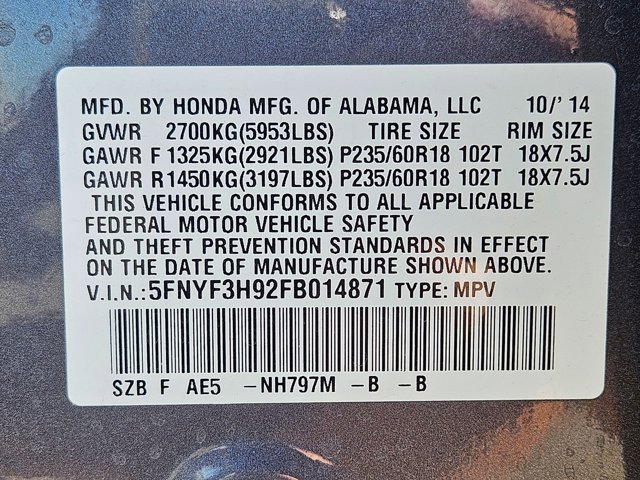 MFD. BY HONDA MFG. OF ALABAMA, LLC 10/'14
GVWR 2700KG(5953LBS) TIRE SIZE RIM SIZE
GAWR F 1325KG(2921LBS) P235/60R18 102T 18X7.5J
GAWR R 1450KG(3197LBS) P235/60R18 102T 18X7.5J
THIS VEHICLE CONFORMS TO ALL APPLICABLE
FEDERAL MOTOR VEHICLE SAFETY
AND THEFT PREVENTION STANDARDS IN EFFECT
ON THE DATE OF MANUFACTURE SHOWN ABOVE.
V.I.N.:5FNYF3H92FB014871 TYPE: MPV
SZB F AE5 -NH797M -B -B